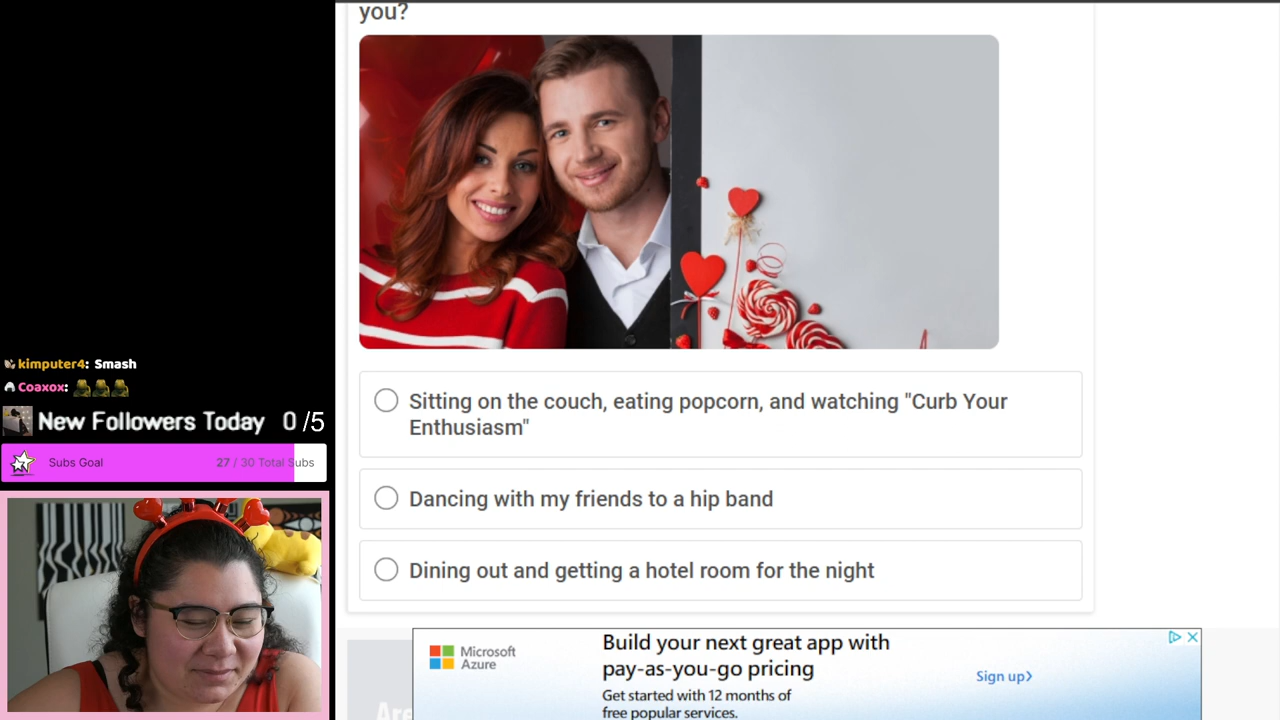 you?
kimputer4: Smash
Coaxox:
New Followers Today 0 /5
Subs Goal 27 / 30 Total Subs
Sitting on the couch, eating popcorn, and watching "Curb Your
Enthusiasm"
Dancing with my friends to a hip band
Dining out and getting a hotel room for the night
Microsoft
Azure
Build your next great app with
pay-as-you-go pricing
Get started with 12 months of
free popular services.
Sign up›
Are